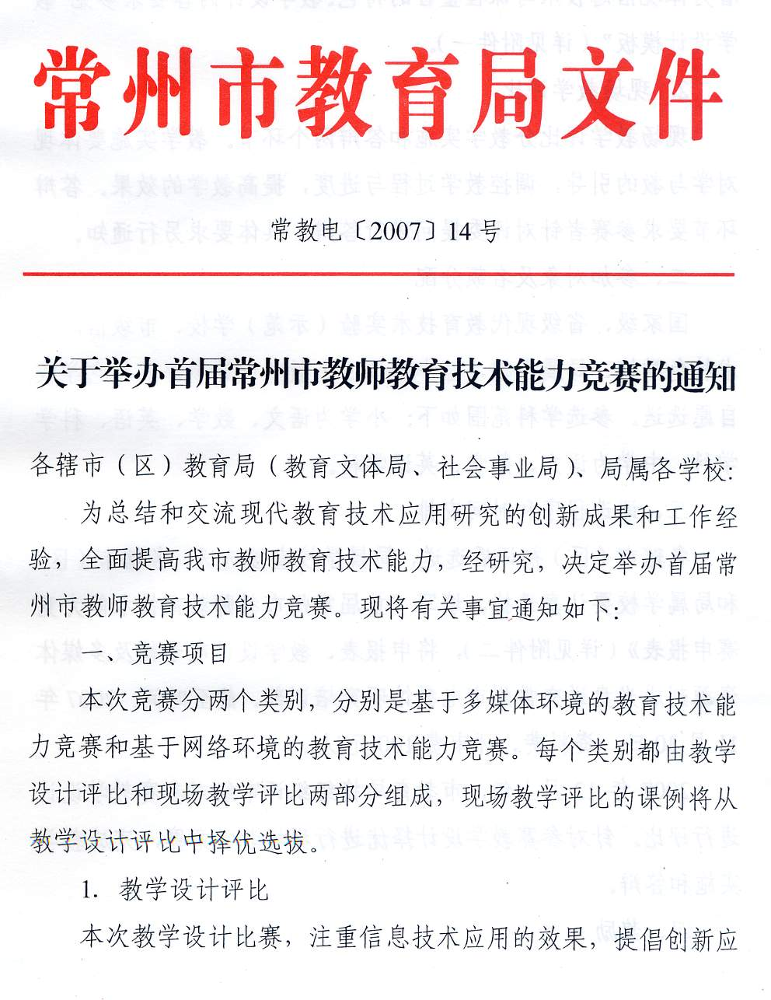 常州市教育局文件
常教电〔2007〕14号
关于举办首届常州市教师教育技术能力竞赛的通知
各辖市（区）教育局（教育文体局、社会事业局）、局属各学校：
为总结和交流现代教育技术应用研究的创新成果和工作经
验，全面提高我市教师教育技术能力，经研究，决定举办首届常
州市教师教育技术能力竞赛。现将有关事宜通知如下：
一、竞赛项目
本次竞赛分两个类别，分别是基于多媒体环境的教育技术能
力竞赛和基于网络环境的教育技术能力竞赛。每个类别都由教学
设计评比和现场教学评比两部分组成，现场教学评比的课例将从
教学设计评比中择优选拔。
1. 教学设计评比
本次教学设计比赛，注重信息技术应用的效果，提倡创新应